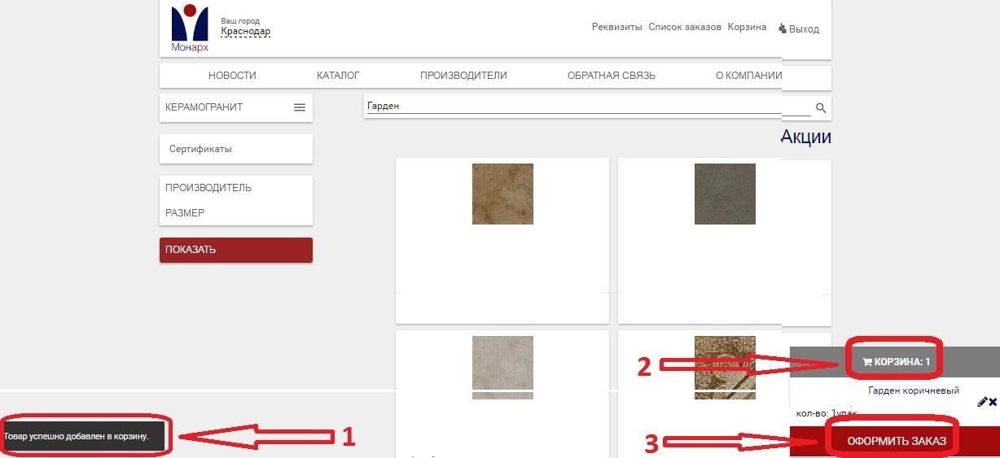 Ваш город
Краснодар
Монарх
Реквизиты Список заказов Корзина Выход
НОВОСТИ КАТАЛОГ ПРОИЗВОДИТЕЛИ ОБРАТНАЯ СВЯЗЬ О КОМПАНИИ
КЕРАМОГРАНИТ
Гарден
Акции
Сертификаты
ПРОИЗВОДИТЕЛЬ
РАЗМЕР
ПОКАЗАТЬ
2
КОРЗИНА: 1
Гарден коричневый
кол-во: 1упак
Товар успешно добавлен в корзину.
1
3
ОФОРМИТЬ ЗАКАЗ